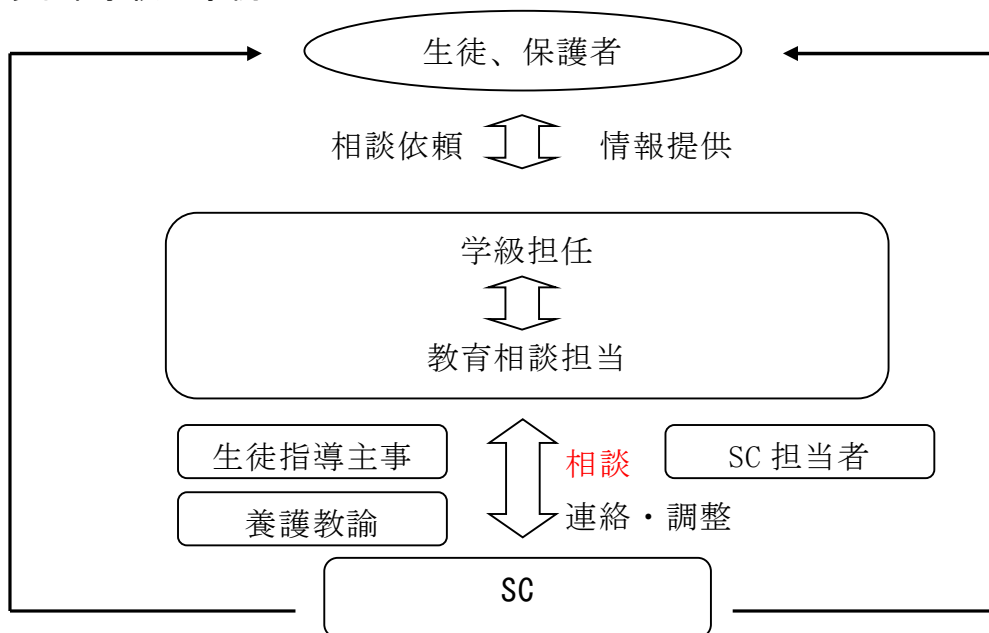 生徒、保護者
相談依頼 情報提供
学級担任
教育相談担当
生徒指導主事
相談
SC 担当者
養護教諭
連絡・調整
SC